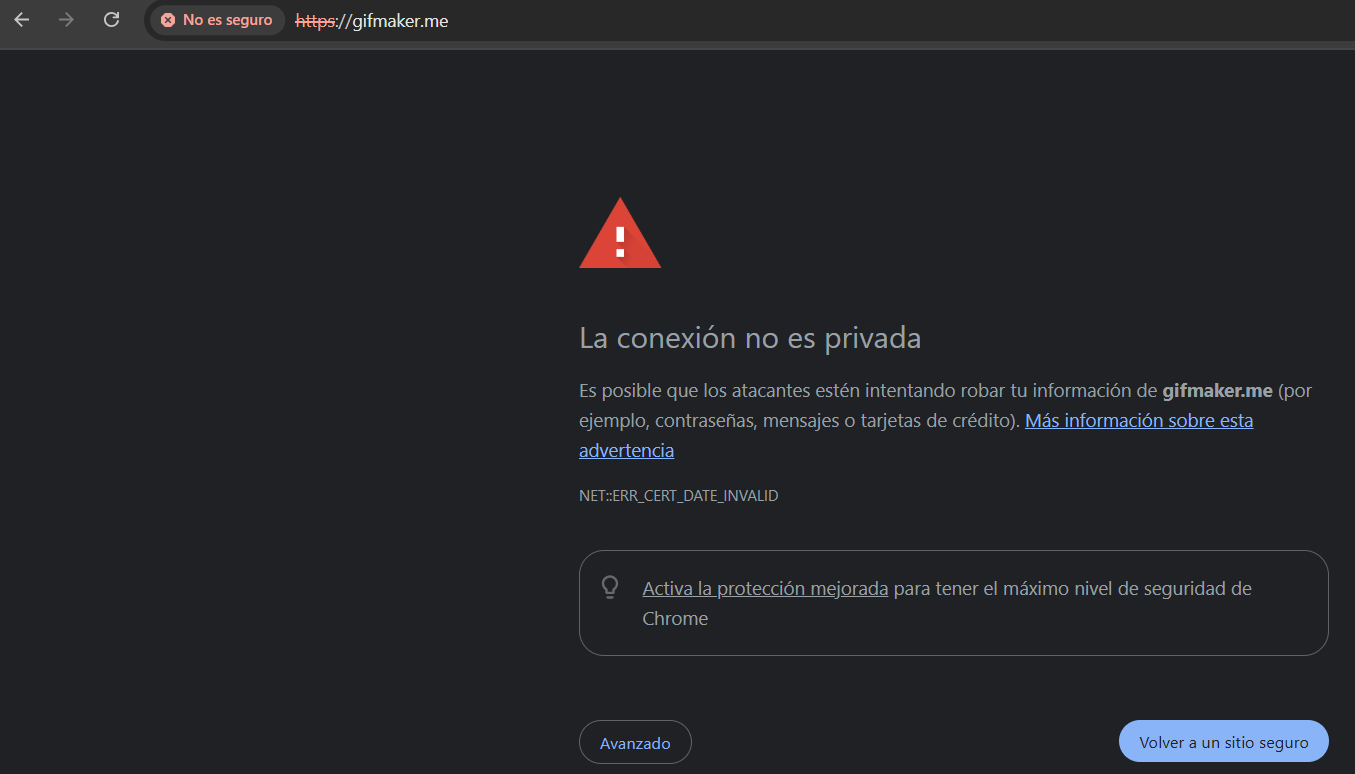 No es seguro https://gifmaker.me
La conexión no es privada
Es posible que los atacantes estén intentando robar tu información de gifmaker.me (por
ejemplo, contraseñas, mensajes o tarjetas de crédito). Más información sobre esta
advertencia
NET::ERR_CERT_DATE_INVALID
Activa la protección mejorada para tener el máximo nivel de seguridad de
Chrome
Avanzado Volver a un sitio seguro